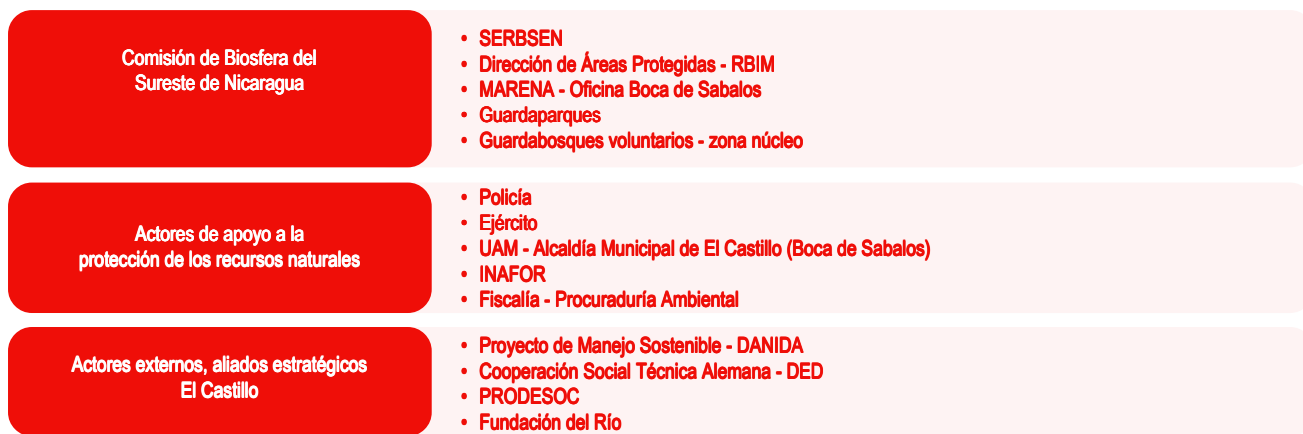 Comisión de Biosfera del
Sureste de Nicaragua
• SERBSEN
• Dirección de Áreas Protegidas - RBIM
• MARENA - Oficina Boca de Sabalos
• Guardaparques
• Guardabosques voluntarios - zona núcleo
Actores de apoyo a la
protección de los recursos naturales
• Policía
• Ejército
• UAM - Alcaldía Municipal de El Castillo (Boca de Sabalos)
• INAFOR
• Fiscalía - Procuraduría Ambiental
Actores externos, aliados estratégicos
El Castillo
• Proyecto de Manejo Sostenible - DANIDA
• Cooperación Social Técnica Alemana - DED
• PRODESOC
• Fundación del Río